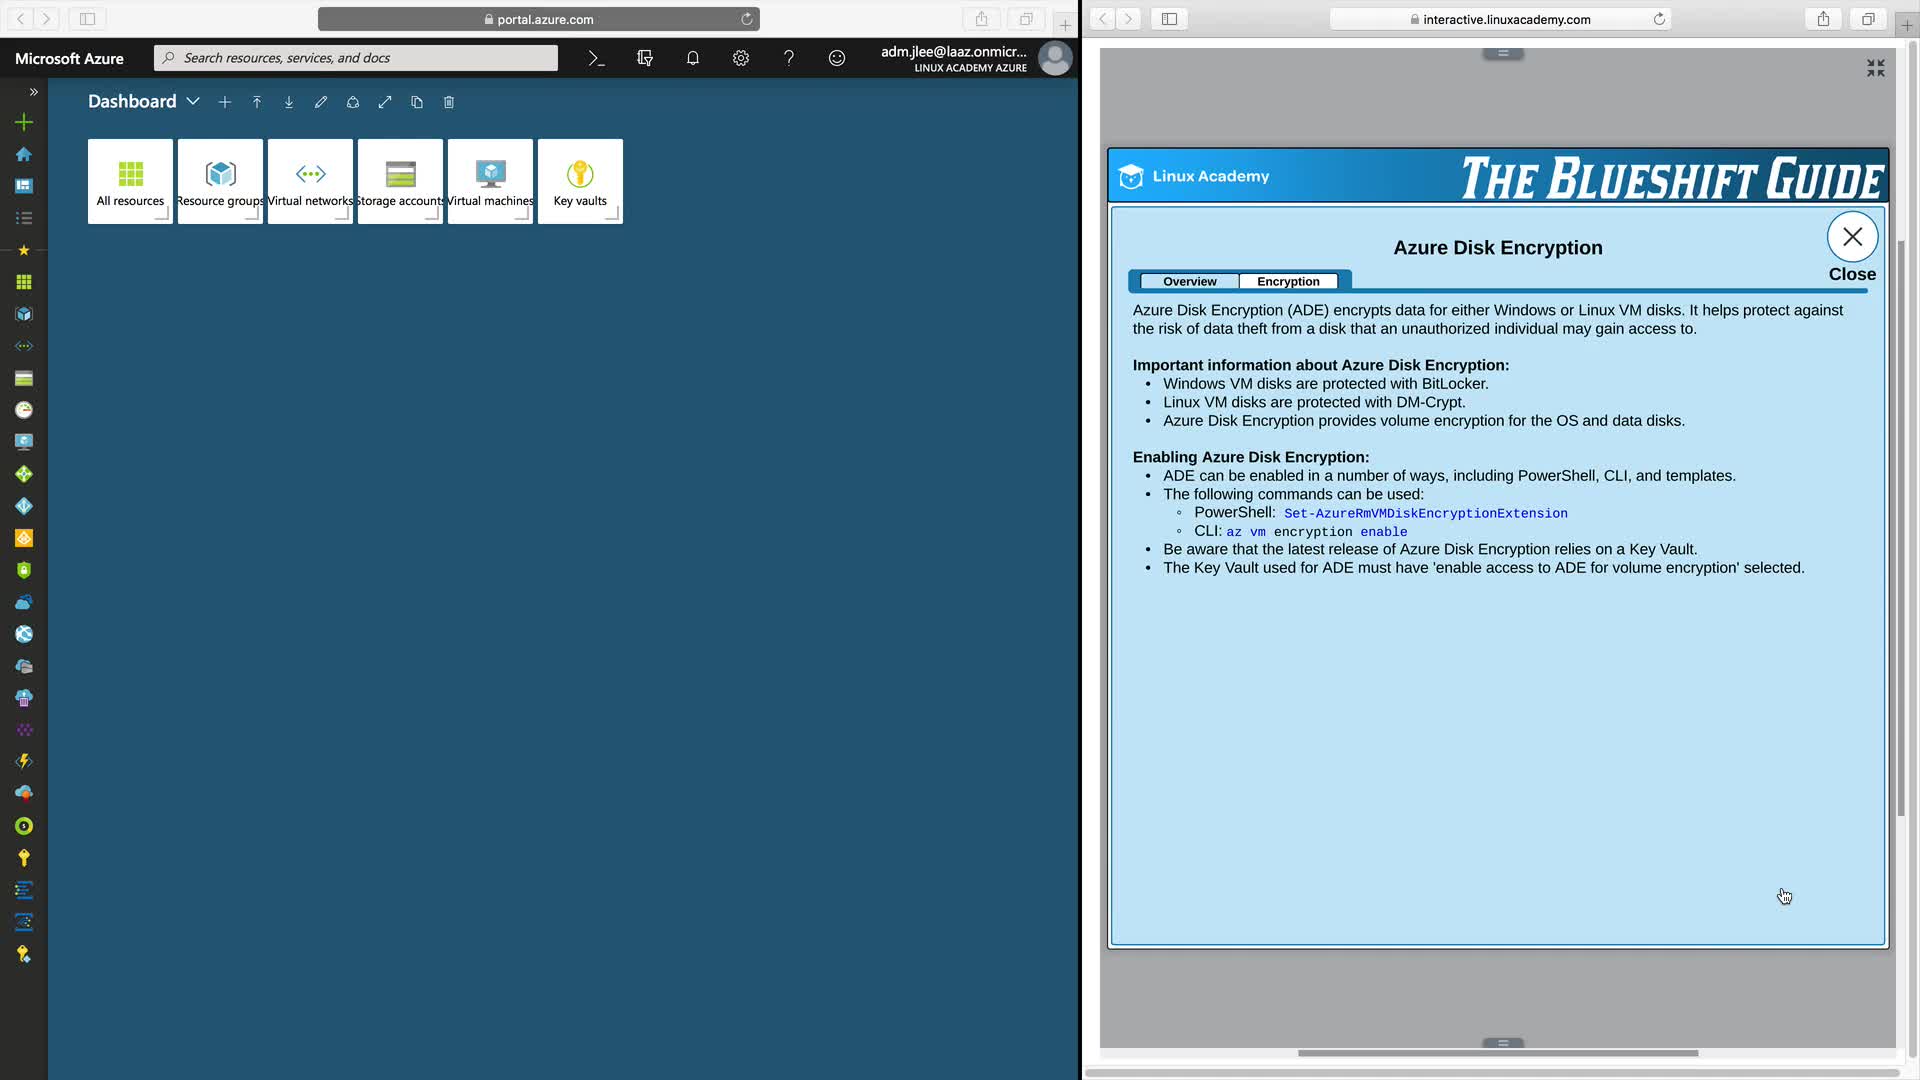 portal.azure.com
Microsoft Azure
Search resources, services, and docs
adm.jlee@laaz.onmicr...
LINUX ACADEMY AZURE
Dashboard
All resources
Resource groups
Virtual networks
Storage accounts
Virtual machines
Key vaults
interactive.linuxacademy.com
Linux Academy
THE BLUESHIFT GUIDE
Azure Disk Encryption
Close
Overview
Encryption
Azure Disk Encryption (ADE) encrypts data for either Windows or Linux VM disks. It helps protect against
the risk of data theft from a disk that an unauthorized individual may gain access to.
Important information about Azure Disk Encryption:
• Windows VM disks are protected with BitLocker.
• Linux VM disks are protected with DM-Crypt.
• Azure Disk Encryption provides volume encryption for the OS and data disks.
Enabling Azure Disk Encryption:
• ADE can be enabled in a number of ways, including PowerShell, CLI, and templates.
• The following commands can be used:
◦ PowerShell: Set-AzureRmVMDiskEncryptionExtension
◦ CLI: az vm encryption enable
• Be aware that the latest release of Azure Disk Encryption relies on a Key Vault.
• The Key Vault used for ADE must have 'enable access to ADE for volume encryption' selected.